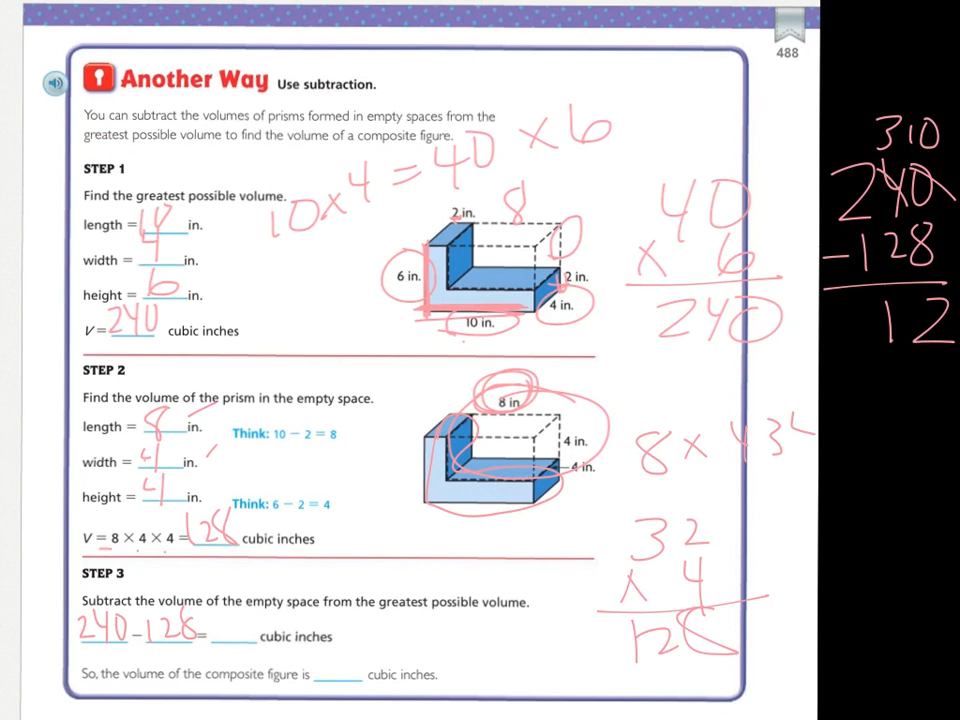 488
Another Way Use subtraction.
You can subtract the volumes of prisms formed in empty spaces from the
greatest possible volume to find the volume of a composite figure.
10 x 4 = 40 x 6
STEP 1
Find the greatest possible volume.
length = 10 in.
width = 4 in.
height = 6 in.
V = 240 cubic inches
2 in.
8
6 in.
2 in.
4 in.
10 in.
40
x 6
240
310
240
-128
12
STEP 2
Find the volume of the prism in the empty space.
length = 8 in.
Think: 10 − 2 = 8
width = 4 in.
height = 4 in.
Think: 6 − 2 = 4
V = 8 × 4 × 4 = 128 cubic inches
8 in.
4 in.
4 in.
8 x 4 3
32
x 4
128
STEP 3
Subtract the volume of the empty space from the greatest possible volume.
240 − 128 = ____ cubic inches
So, the volume of the composite figure is ____ cubic inches.